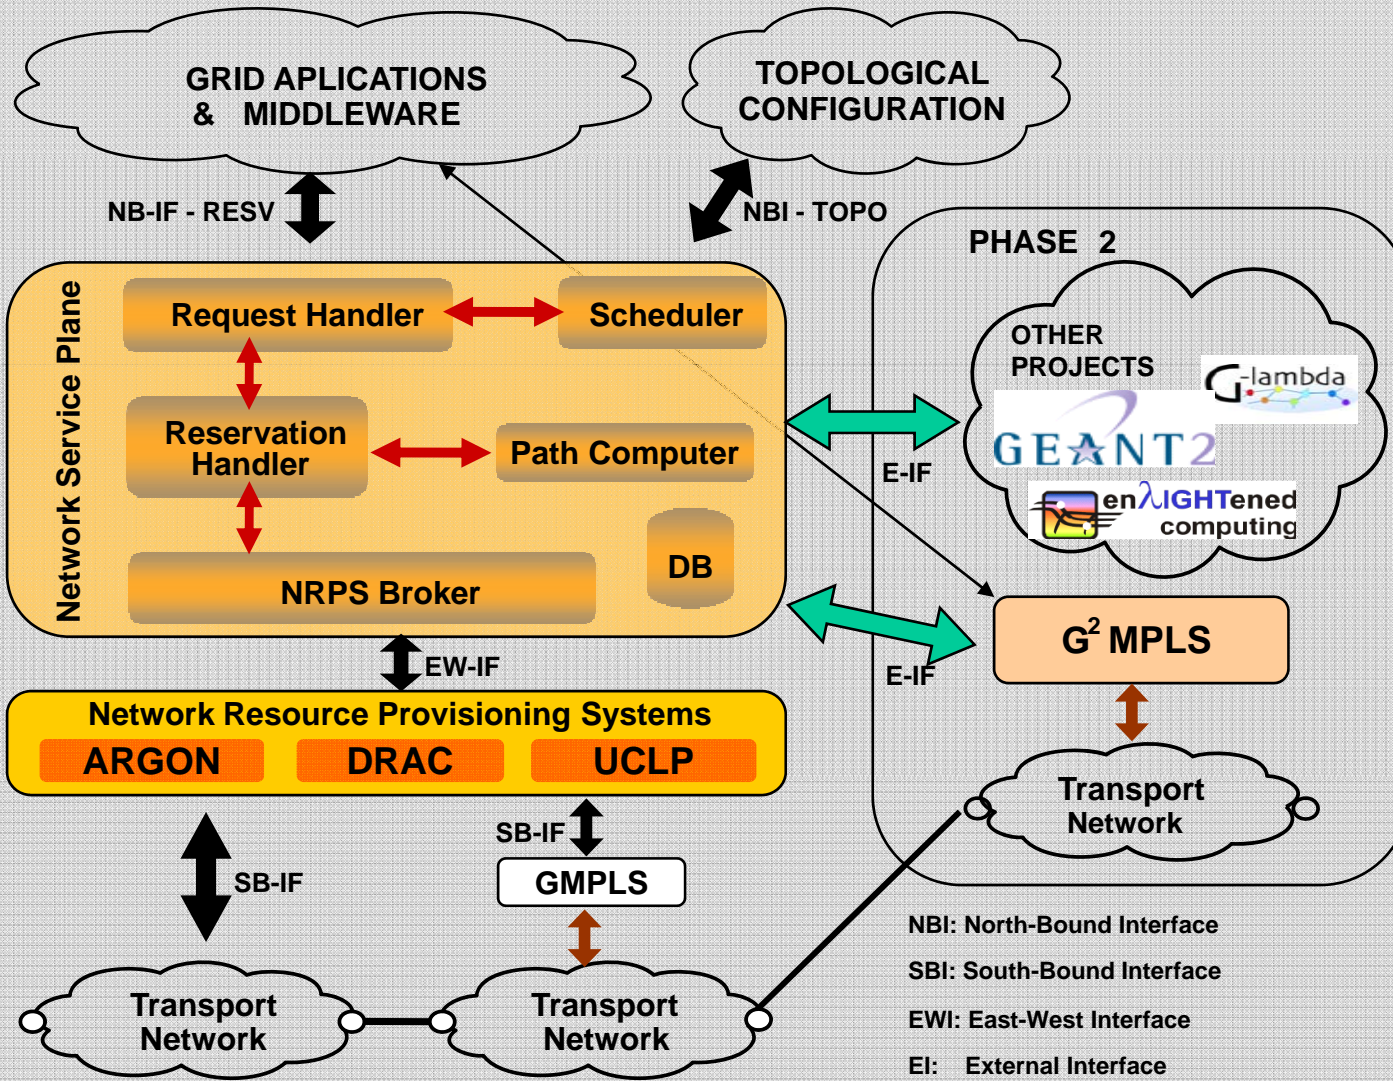 GRID APLICATIONS
& MIDDLEWARE
TOPOLOGICAL
CONFIGURATION
NB-IF - RESV
NBI - TOPO
PHASE 2
Network Service Plane
Request Handler
Scheduler
Reservation
Handler
Path Computer
NRPS Broker
DB
OTHER
PROJECTS
G-lambda
GEANT2
enλIGHTened
computing
E-IF
E-IF
G² MPLS
EW-IF
Network Resource Provisioning Systems
ARGON
DRAC
UCLP
SB-IF
SB-IF
GMPLS
Transport
Network
Transport
Network
Transport
Network
NBI: North-Bound Interface
SBI: South-Bound Interface
EWI: East-West Interface
EI: External Interface